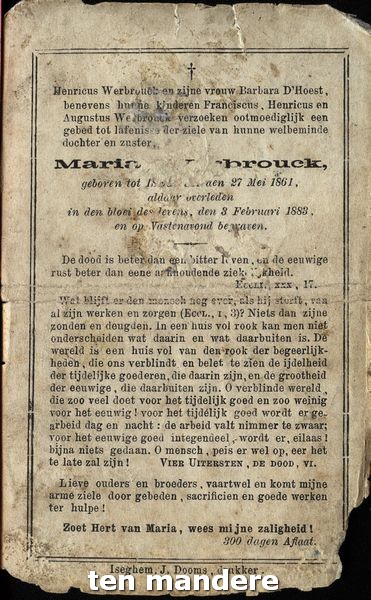 †
Henricus Werbrouck en zijne vrouw Barbara D'Hoest,
benevens hunne kinderen Franciscus, Henricus en
Augustus Werbrouck verzoeken ootmoediglijk een
gebed tot lafenis der ziele van hunne welbeminde
dochter en zuster
Maria Werbrouck,
geboren tot den 27 Mei 1861,
aldaar overleden
in den bloei des levens, den 3 Februari 1883,
en op Vastenavond begraven.
De dood is beter dan een bitter leven, en de eeuwige
rust beter dan eene aanhoudende ziekelijkheid.
ECCLI. XXX, 17.
Wat blijft er den mensch nog over, als hij sterft, van
al zijn werken en zorgen (ECCL., I, 3)? Niets dan zijne
zonden en deugden. In een huis vol rook kan men niet
onderscheiden wat daarin en wat daarbuiten is. De
wereld is een huis vol van den rook der begeerlijk-
heden, die ons verblindt en belet te zien de ijdelheid
der tijdelijke goederen, die daarin zijn, en de grootheid
der eeuwige, die daarbuiten zijn. O verblinde wereld
die zoo veel doet voor het tijdelijk goed en zoo weinig
voor het eeuwig! voor het tijdelijk goed wordt er ge-
arbeid dag en nacht: de arbeid valt nimmer te zwaar;
voor het eeuwige goed integendeel, wordt er, eilaas!
bijna niets gedaan. O mensch, peis er wel op, eer het
te late zal zijn! VIER UITERSTEN, DE DOOD, VI.
Lieve ouders en broeders, vaartwel en komt mijne
arme ziele door gebeden, sacrificien en goede werken
ter hulpe!
Zoet Hert van Maria, wees mijne zaligheid!
300 dagen Aflaat.
Iseghem, J. Dooms, drukker.
ten mandere